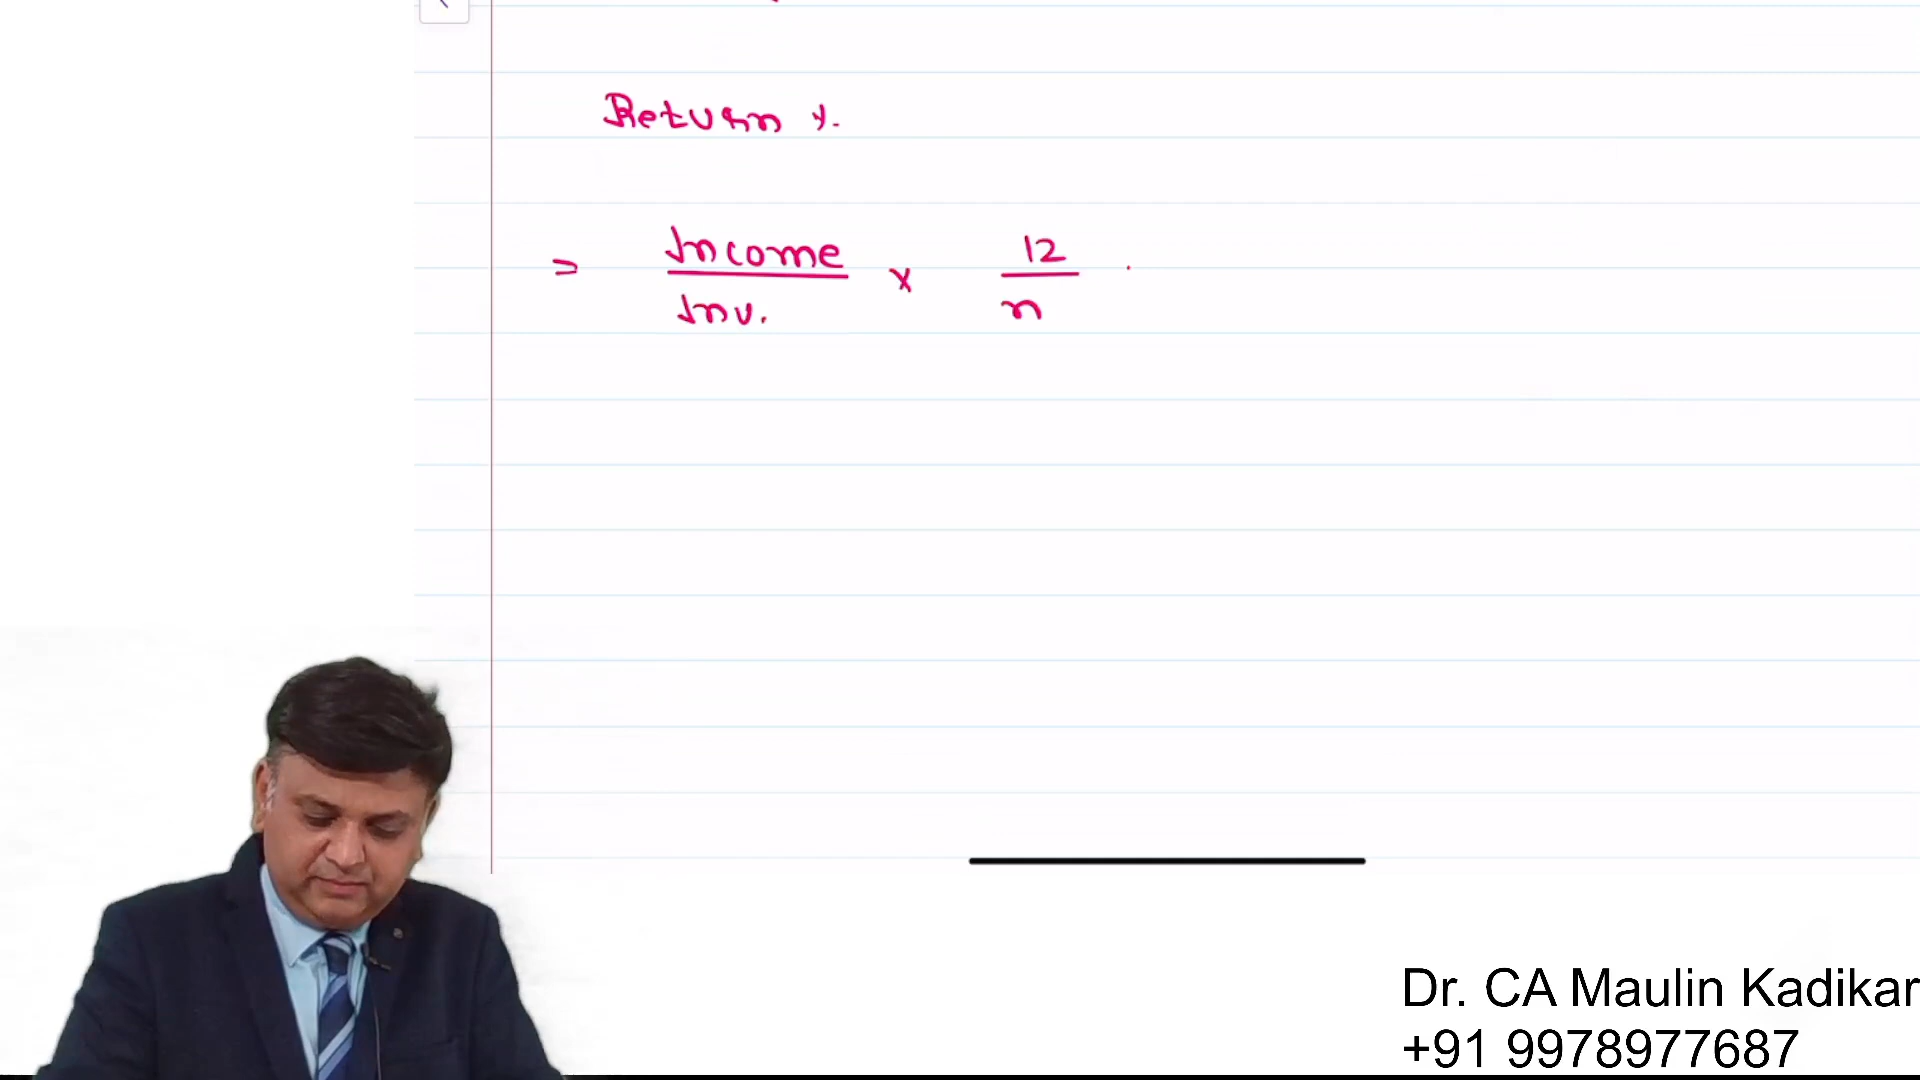 Return %.
= Income / Inv. x 12 / n
Dr. CA Maulin Kadikar
+91 9978977687